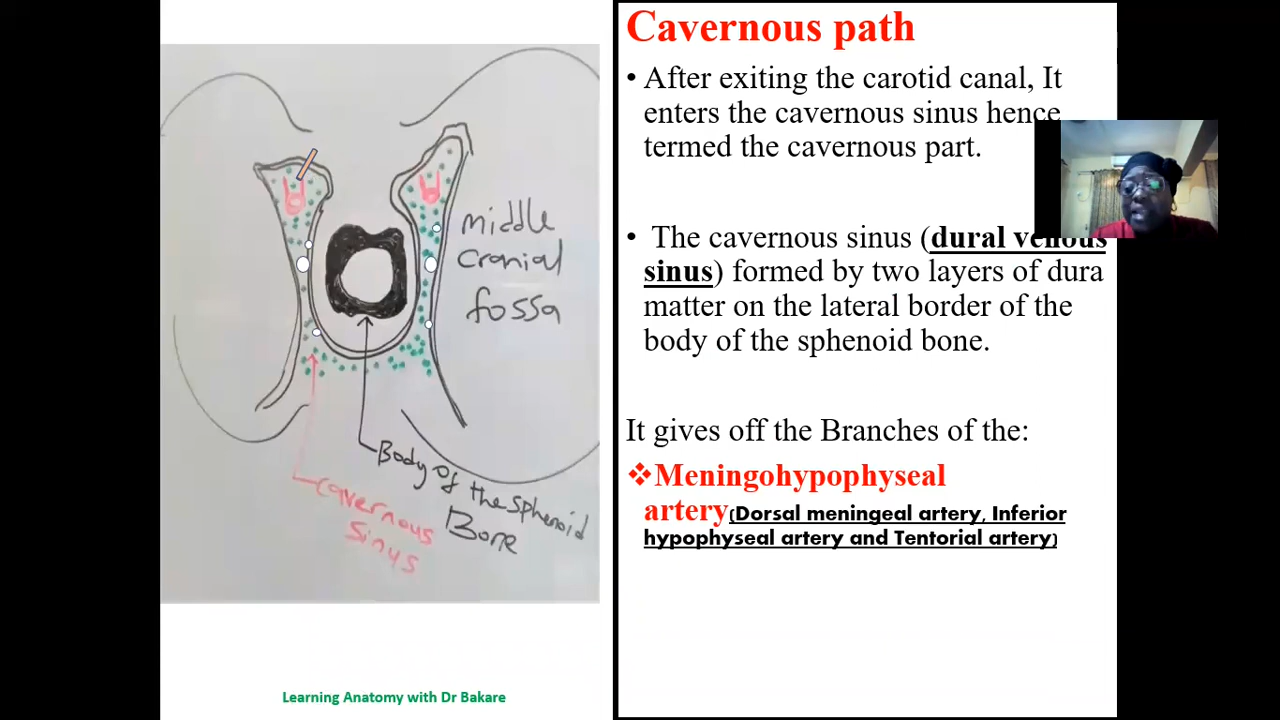 Cavernous path
• After exiting the carotid canal, It
enters the cavernous sinus hence
termed the cavernous part.
• The cavernous sinus (dural venous
sinus) formed by two layers of dura
matter on the lateral border of the
body of the sphenoid bone.
It gives off the Branches of the:
❖Meningohypophyseal
artery(Dorsal meningeal artery, Inferior
hypophyseal artery and Tentorial artery)
middle
cranial
fossa
Body of the sphenoid
Bone
cavernous
Sinus
Learning Anatomy with Dr Bakare